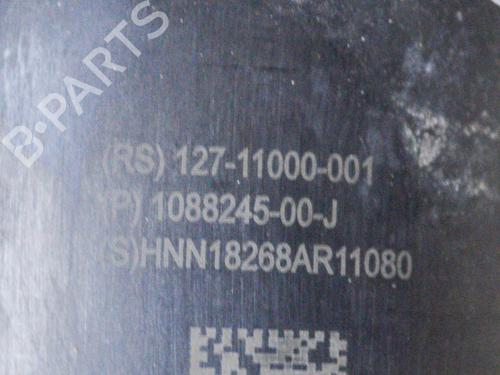 B-PARTS
(RS) 127-11000-001
(P) 1088245-00-J
(S)HNN18268AR11080